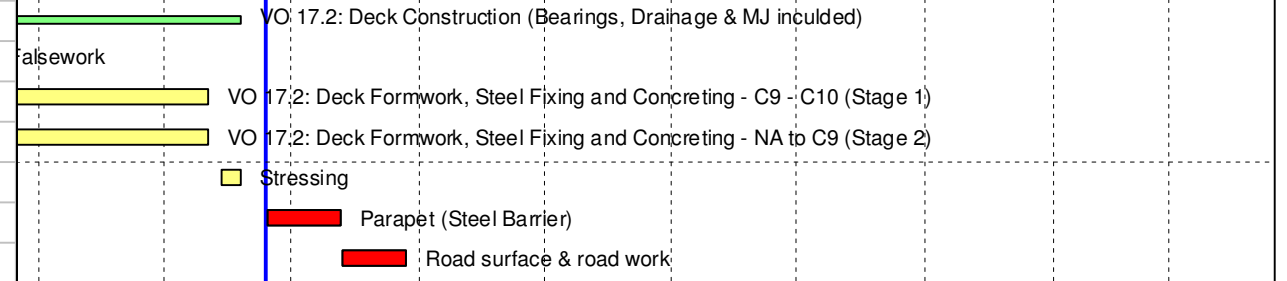 VO 17.2: Deck Construction (Bearings, Drainage & MJ inculded)
Falsework
VO 17.2: Deck Formwork, Steel Fixing and Concreting - C9 - C10 (Stage 1)
VO 17.2: Deck Formwork, Steel Fixing and Concreting - NA to C9 (Stage 2)
Stressing
Parapet (Steel Barrier)
Road surface & road work